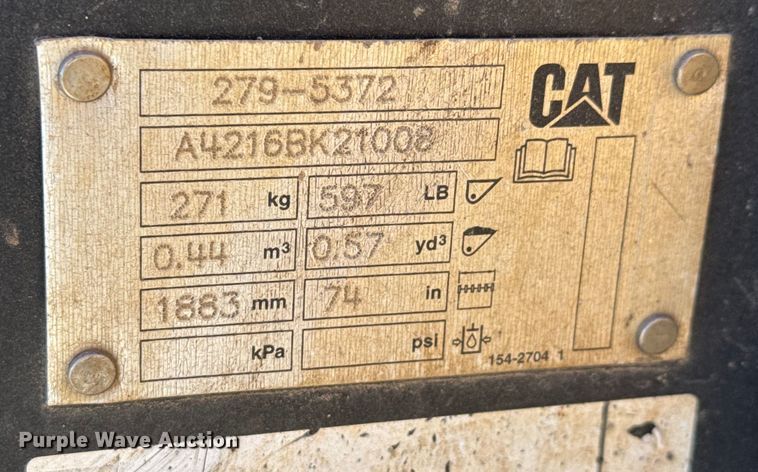 279-5372
CAT
A4216BK21008
271 kg 597 LB
0.44 m³ 0.57 yd³
1883 mm 74 in
kPa psi
154-2704 1
Purple Wave Auction